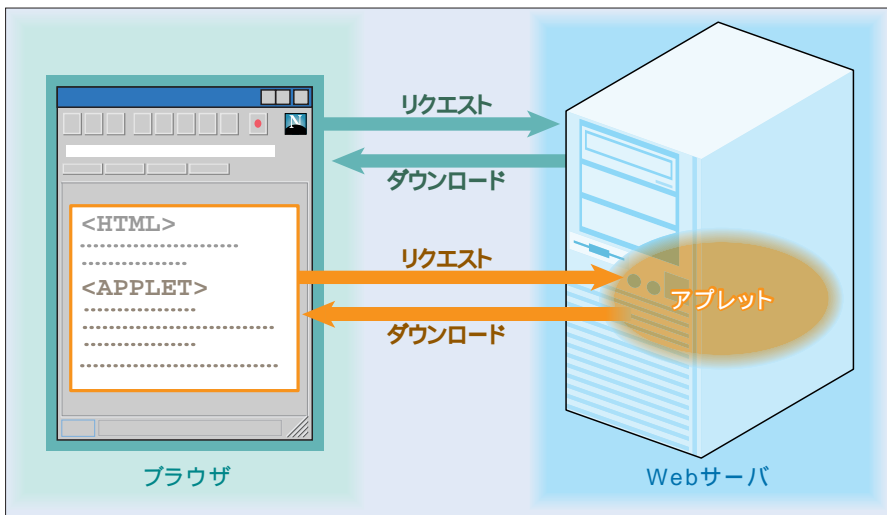 リクエスト
N
ダウンロード
<HTML>
リクエスト
<APPLET>
アプレット
ダウンロード
ブラウザ
Webサーバ